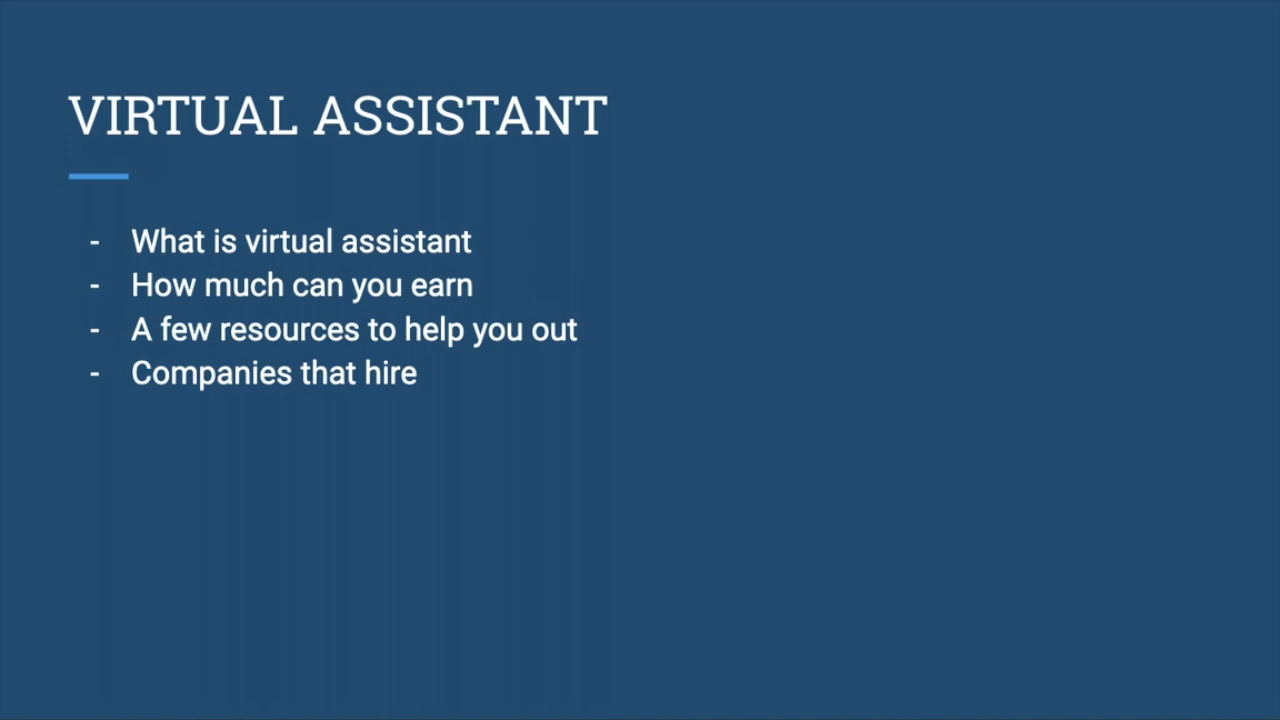 VIRTUAL ASSISTANT
- What is virtual assistant
- How much can you earn
- A few resources to help you out
- Companies that hire